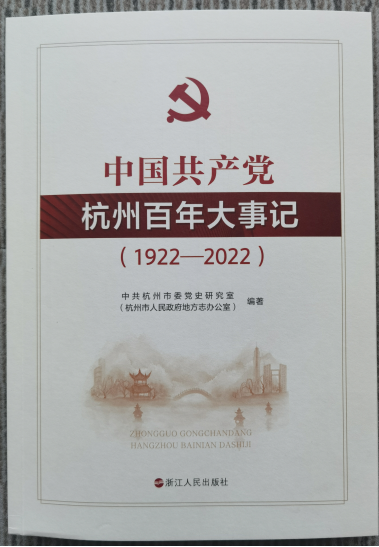 中国共产党
杭州百年大事记
（1922—2022）
中共杭州市委党史研究室
（杭州市人民政府地方志办公室）
编著
ZHONGGUO GONGCHANDANG
HANGZHOU BAINIAN DASHIJI
浙江人民出版社